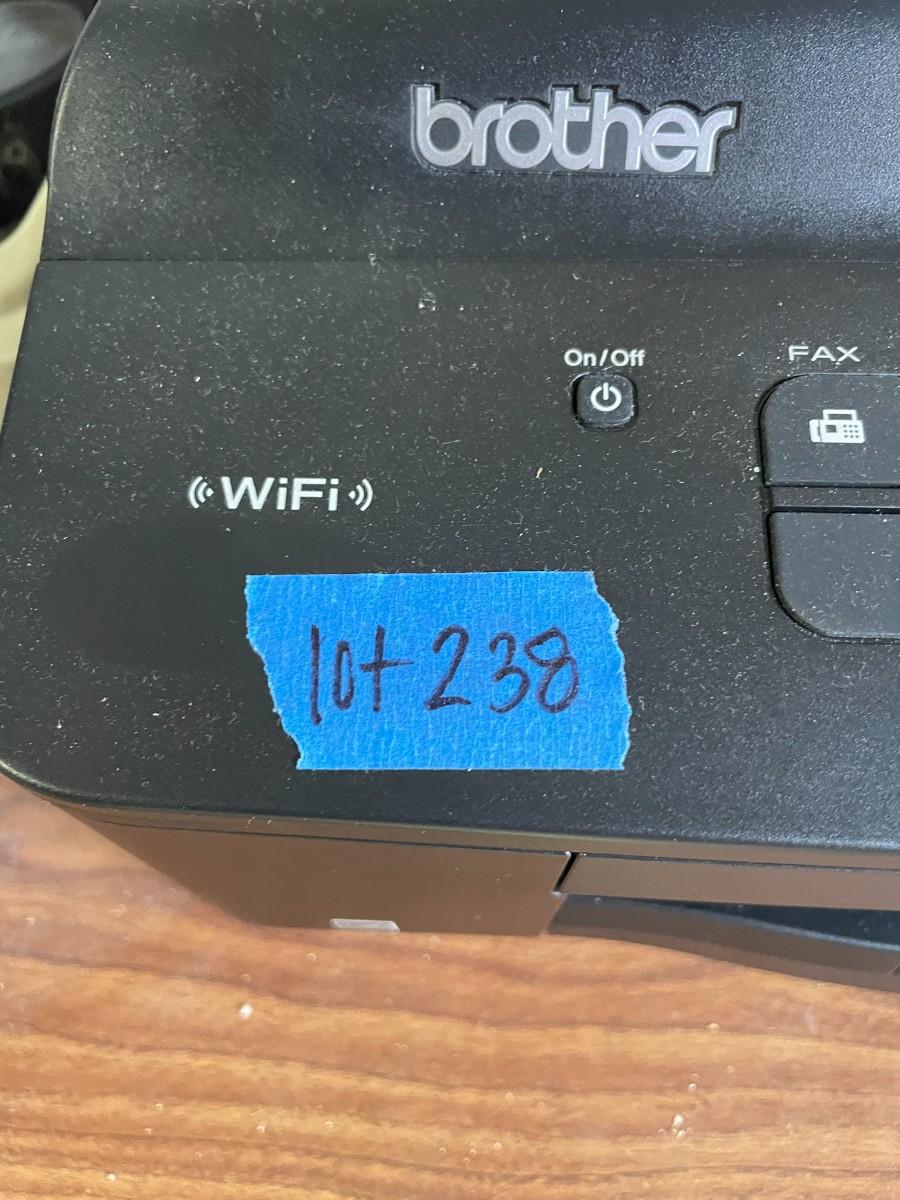 brother
On/Off
FAX
WiFi
lot 238